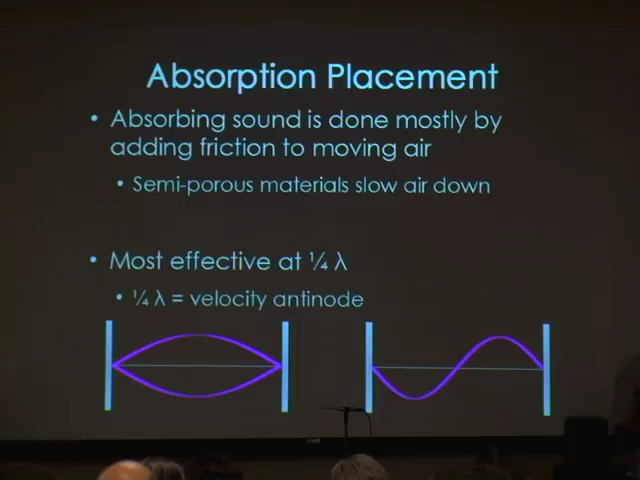 Absorption Placement
• Absorbing sound is done mostly by
adding friction to moving air
• Semi-porous materials slow air down
• Most effective at ¼ λ
• ¼ λ = velocity antinode